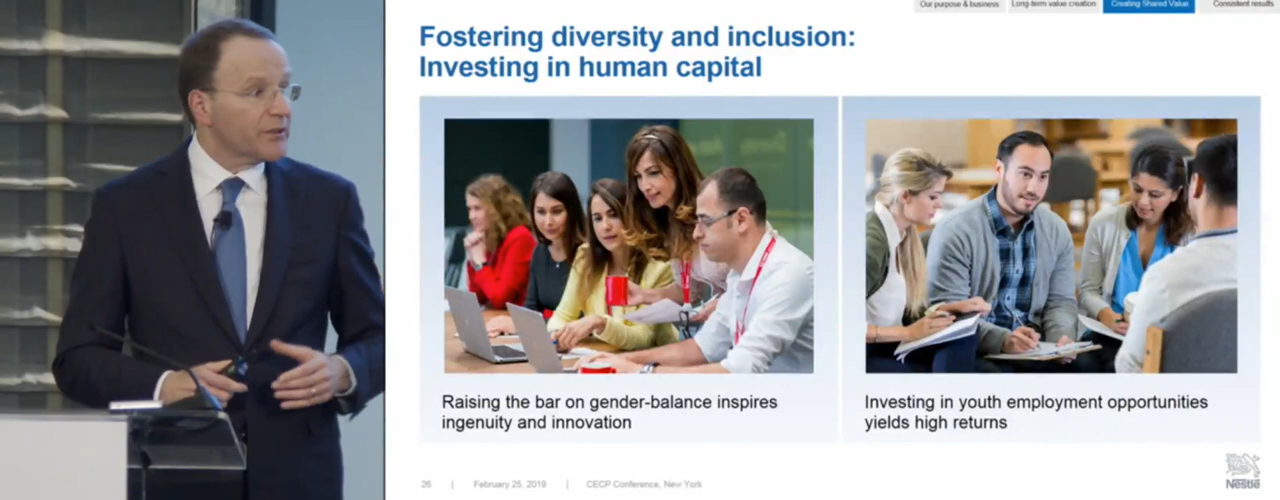 Our purpose & business
Long-term value creation
Creating Shared Value
Consistent results
Fostering diversity and inclusion:
Investing in human capital
Raising the bar on gender-balance inspires
ingenuity and innovation
Investing in youth employment opportunities
yields high returns
26 | February 25, 2019 | CECP Conference, New York
Nestlé